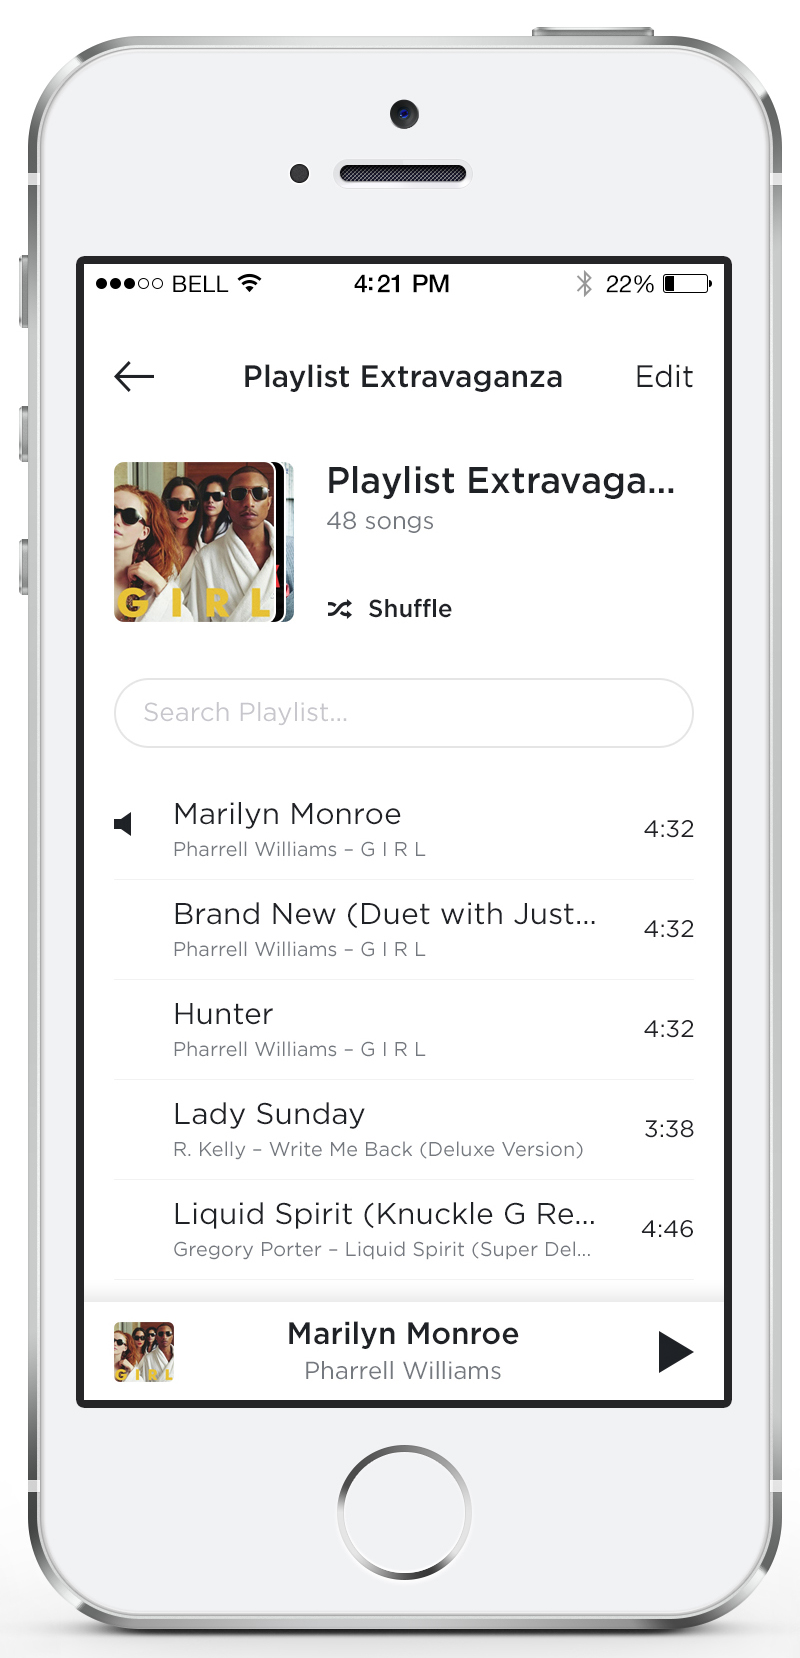 BELL 4:21 PM 22%
Playlist Extravaganza Edit
GIRL
Playlist Extravaga...
48 songs
Shuffle
Search Playlist...
Marilyn Monroe
Pharrell Williams – G I R L
4:32
Brand New (Duet with Just...
Pharrell Williams – G I R L
4:32
Hunter
Pharrell Williams – G I R L
4:32
Lady Sunday
R. Kelly – Write Me Back (Deluxe Version)
3:38
Liquid Spirit (Knuckle G Re...
Gregory Porter – Liquid Spirit (Super Del...
4:46
GIRL
Marilyn Monroe
Pharrell Williams